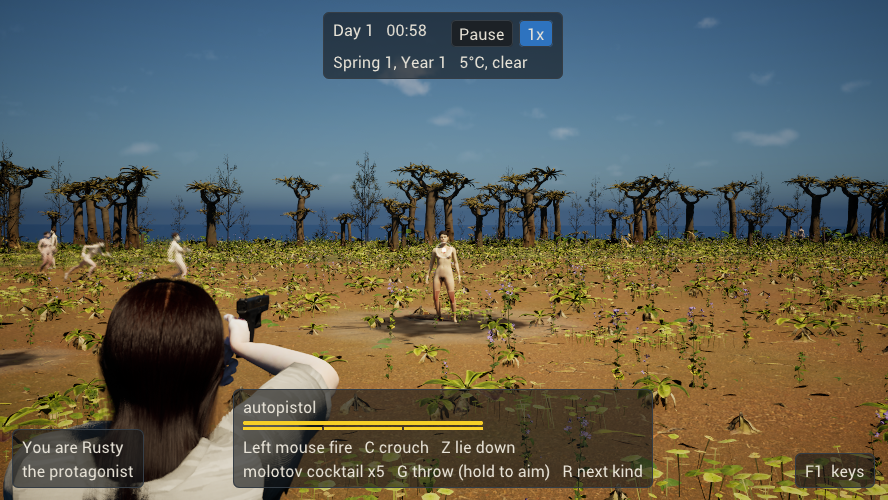 Day 1 00:58 Pause 1x
Spring 1, Year 1 5°C, clear
autopistol
Left mouse fire C crouch Z lie down
molotov cocktail x5 G throw (hold to aim) R next kind
You are Rusty
the protagonist
F1 keys